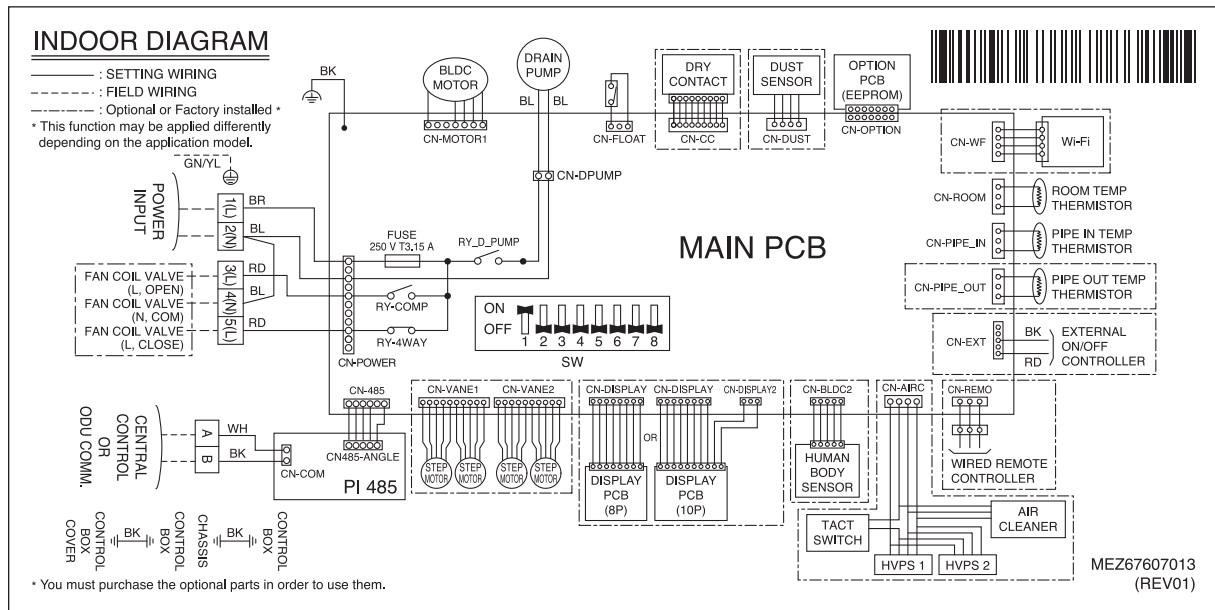 INDOOR DIAGRAM
: SETTING WIRING
: FIELD WIRING
: Optional or Factory installed *
* This function may be applied differently
depending on the application model.
BK
BLDC
MOTOR
CN-MOTOR1
DRAIN
PUMP
BL
BL
CN-DPUMP
CN-FLOAT
DRY
CONTACT
CN-CC
DUST
SENSOR
CN-DUST
OPTION
PCB
(EEPROM)
CN-OPTION
CN-WF
Wi-Fi
CN-ROOM
ROOM TEMP
THERMISTOR
CN-PIPE_IN
PIPE IN TEMP
THERMISTOR
CN-PIPE_OUT
PIPE OUT TEMP
THERMISTOR
CN-EXT
BK
RD
EXTERNAL
ON/OFF
CONTROLLER
GN/YL
POWER
INPUT
1(L)
BR
2(N)
BL
3(L)
RD
4(N)
BL
5(L)
RD
FAN COIL VALVE
(L, OPEN)
FAN COIL VALVE
(N, COM)
FAN COIL VALVE
(L, CLOSE)
FUSE
250 V T3.15 A
RY_D_PUMP
RY-COMP
RY-4WAY
CN-POWER
MAIN PCB
ON
OFF
1 2 3 4 5 6 7 8
SW
CENTRAL
CONTROL
OR
ODU COMM.
A
WH
B
BK
CN-COM
CN-485
CN485-ANGLE
PI 485
CN-VANE1
CN-VANE2
STEP
MOTOR
STEP
MOTOR
STEP
MOTOR
STEP
MOTOR
CN-DISPLAY
CN-DISPLAY
CN-DISPLAY2
OR
DISPLAY
PCB
(8P)
DISPLAY
PCB
(10P)
CN-BLDC2
HUMAN
BODY
SENSOR
CN-AIRC
CN-REMO
WIRED REMOTE
CONTROLLER
TACT
SWITCH
AIR
CLEANER
HVPS 1
HVPS 2
CONTROL
BOX
COVER
BK
CONTROL
BOX
CHASSIS
BK
CONTROL
BOX
* You must purchase the optional parts in order to use them.
MEZ67607013
(REV01)